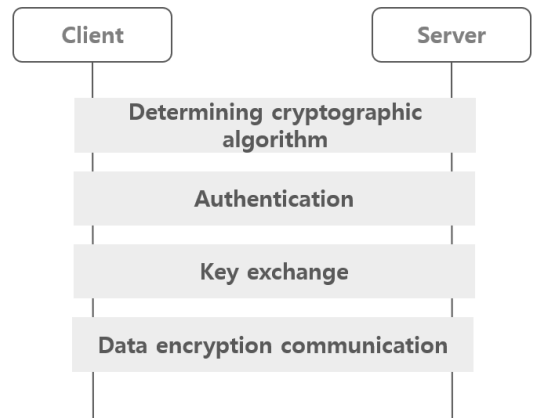 Client
Server
Determining cryptographic
algorithm
Authentication
Key exchange
Data encryption communication